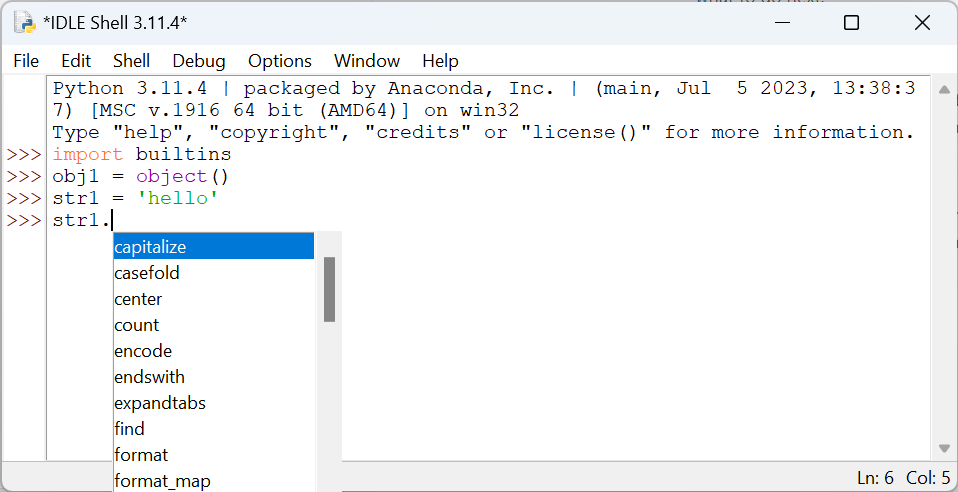 *IDLE Shell 3.11.4*
File Edit Shell Debug Options Window Help
Python 3.11.4 | packaged by Anaconda, Inc. | (main, Jul  5 2023, 13:38:3
7) [MSC v.1916 64 bit (AMD64)] on win32
Type "help", "copyright", "credits" or "license()" for more information.
>>> import builtins
>>> obj1 = object()
>>> str1 = 'hello'
>>> str1.
capitalize
casefold
center
count
encode
endswith
expandtabs
find
format
format_map
Ln: 6 Col: 5